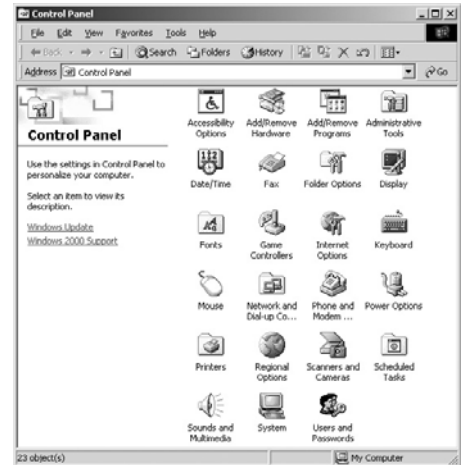 Control Panel
File Edit View Favorites Tools Help
Back Search Folders History
Address Control Panel Go
Control Panel
Use the settings in Control Panel to
personalize your computer.
Select an item to view its
description.
Windows Update
Windows 2000 Support
Accessibility
Options
Add/Remove
Hardware
Add/Remove
Programs
Administrative
Tools
Date/Time
Fax
Folder Options
Display
Fonts
Game
Controllers
Internet
Options
Keyboard
Mouse
Network and
Dial-up Co...
Phone and
Modem ...
Power Options
Printers
Regional
Options
Scanners and
Cameras
Scheduled
Tasks
Sounds and
Multimedia
System
Users and
Passwords
23 object(s)
My Computer